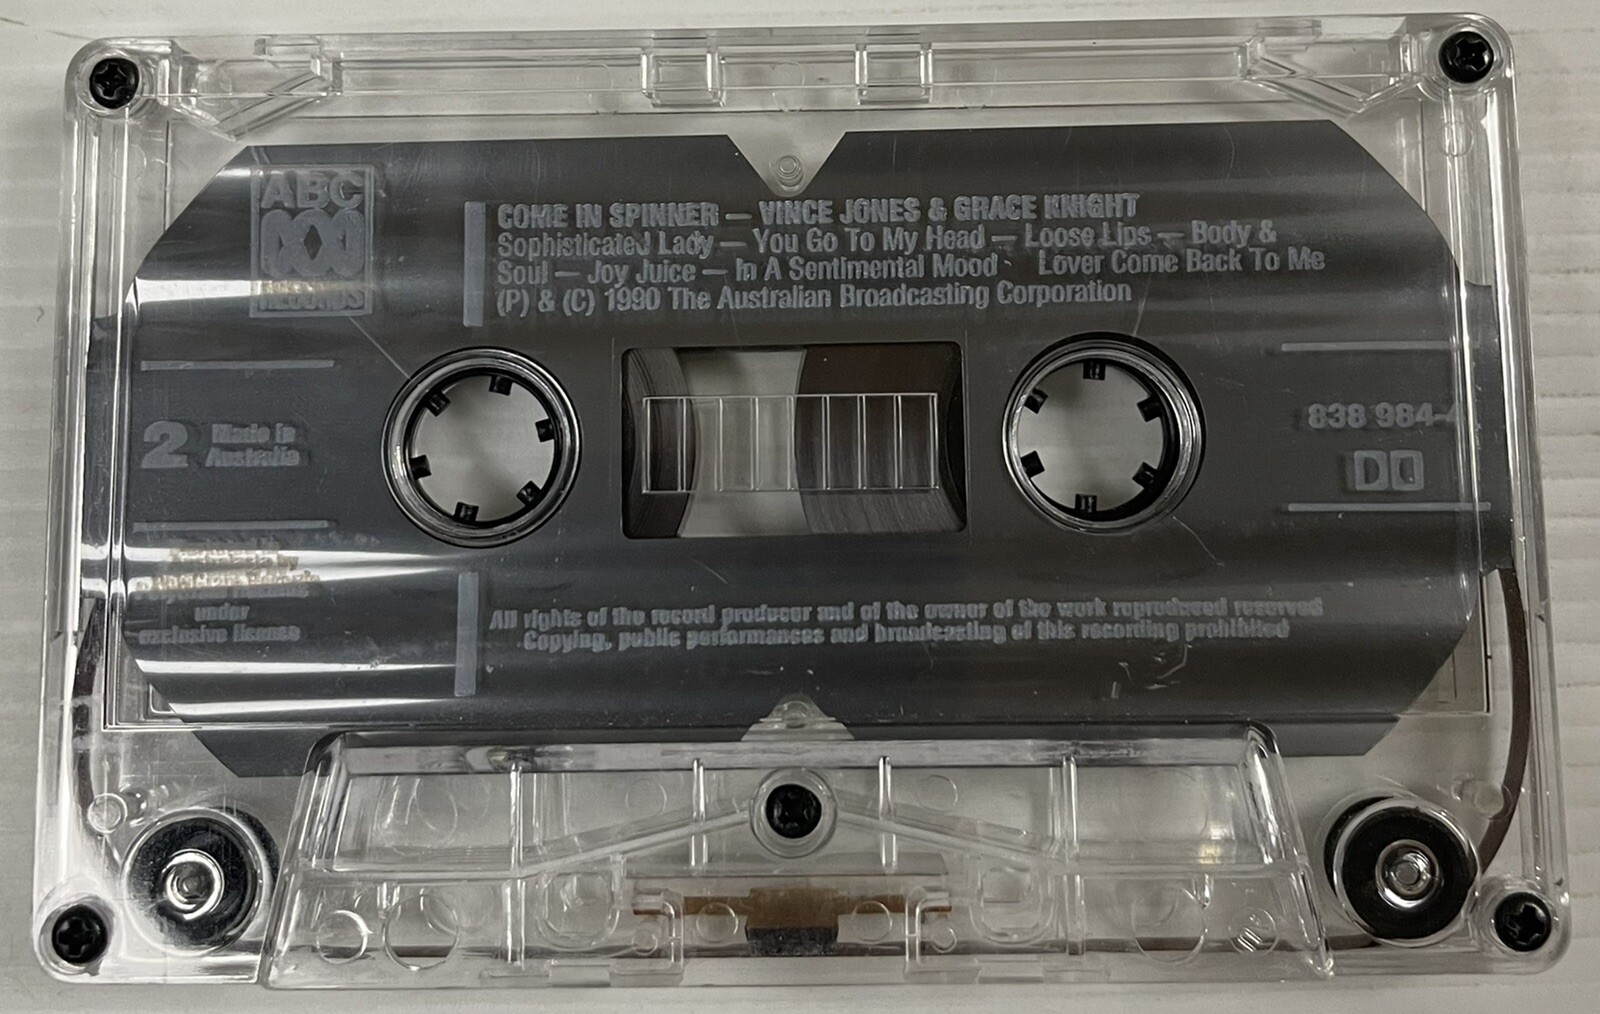 ABC
RECORDS
COME IN SPINNER — VINCE JONES & GRACE KNIGHT
Sophisticated Lady — You Go To My Head — Loose Lips — Body &
Soul — Joy Juice — In A Sentimental Mood - Lover Come Back To Me
(P) & (C) 1990 The Australian Broadcasting Corporation
2 Made in
Australia
838 984-4
under
exclusive license
All rights of the record producer and of the owner of the work reproduced reserved
Copying, public performances and broadcasting of this recording prohibited